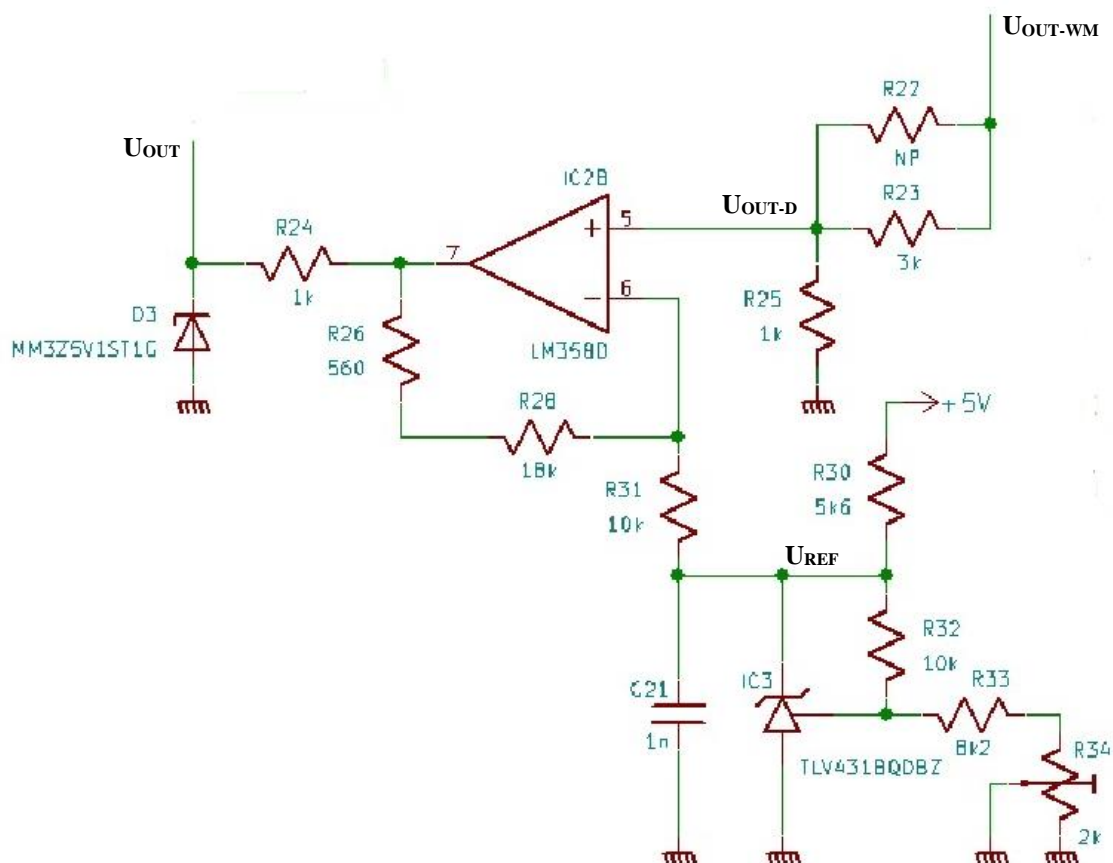 UOUT-WM
R22
NP
UOUT
IC2B
UOUT-D
R23
3k
R24
1k
7
+
5
−
6
LM358D
R25
1k
D3
MM3Z5V1ST1G
R26
560
R28
18k
+5V
R30
5k6
R31
10k
UREF
R32
10k
C21
1n
IC3
R33
8k2
R34
2k
TLV431BQDBZ